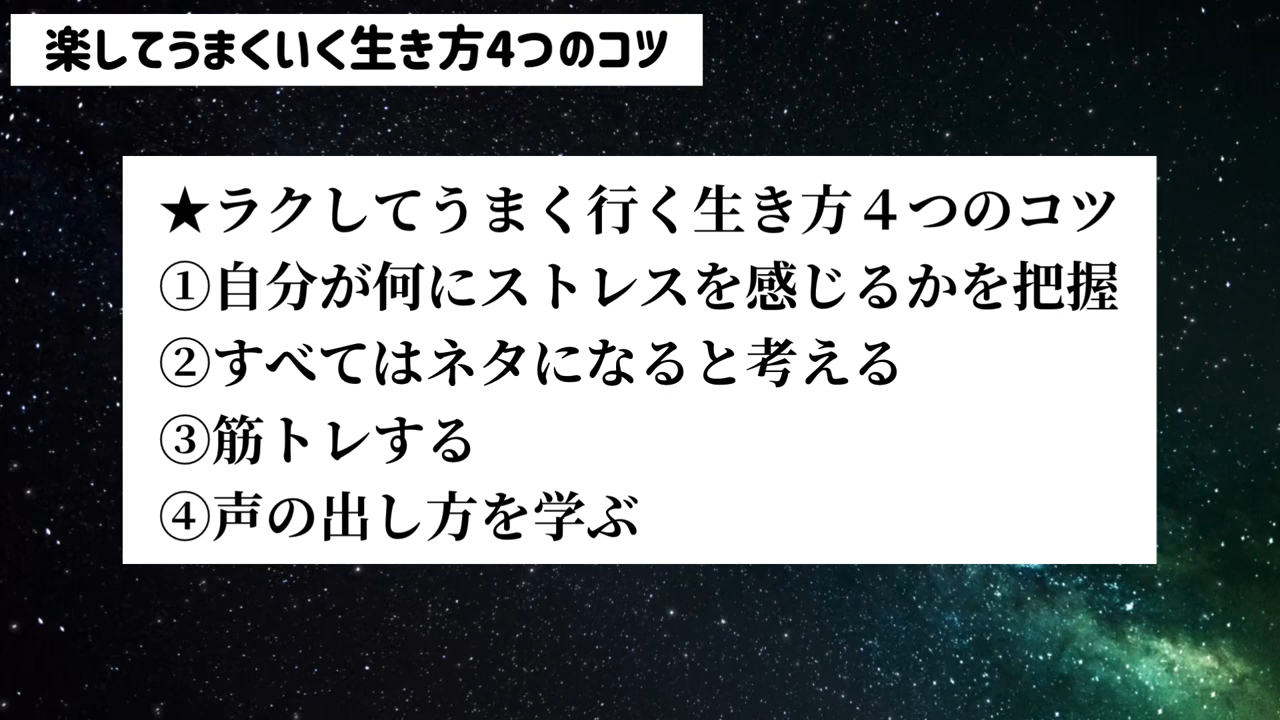 楽してうまくいく生き方4つのコツ
★ラクしてうまく行く生き方４つのコツ
①自分が何にストレスを感じるかを把握
②すべてはネタになると考える
③筋トレする
④声の出し方を学ぶ